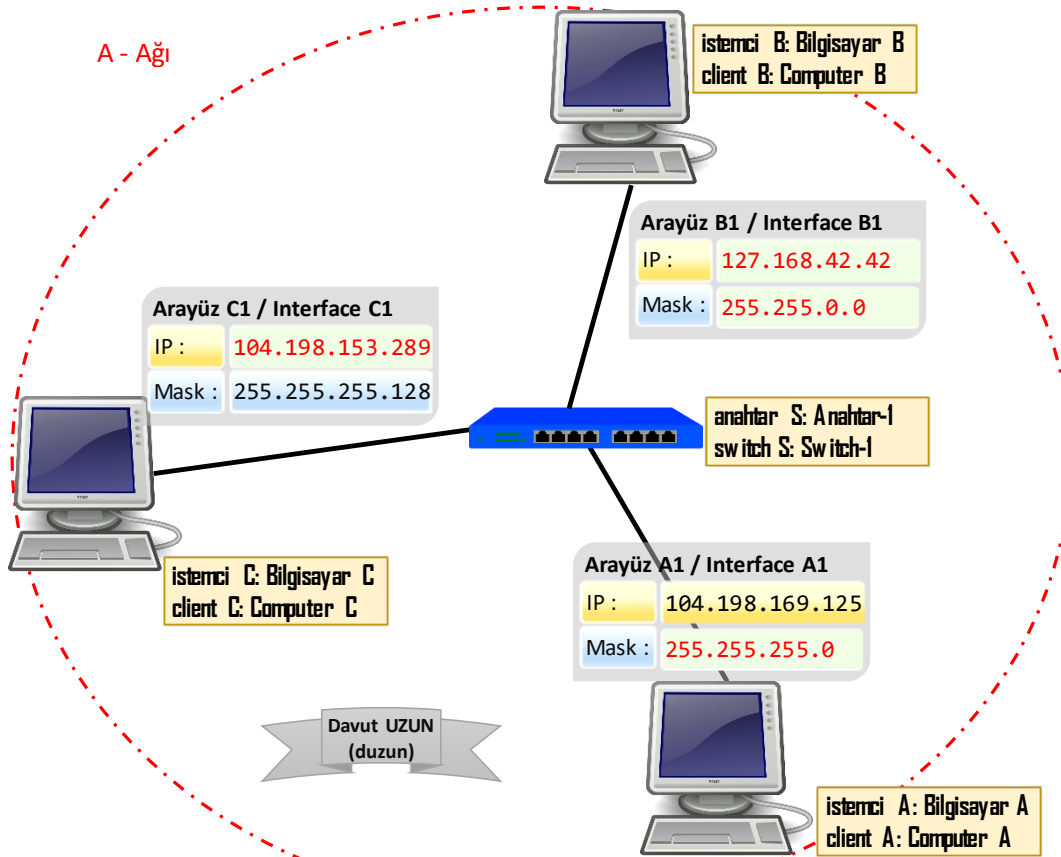 A - Ağı
istemci B: Bilgisayar B
client B: Computer B
Arayüz B1 / Interface B1
IP : 127.168.42.42
Mask : 255.255.0.0
Arayüz C1 / Interface C1
IP : 104.198.153.289
Mask : 255.255.255.128
anahtar S: Anahtar-1
switch S: Switch-1
istemci C: Bilgisayar C
client C: Computer C
Arayüz A1 / Interface A1
IP : 104.198.169.125
Mask : 255.255.255.0
Davut UZUN
(duzun)
istemci A: Bilgisayar A
client A: Computer A